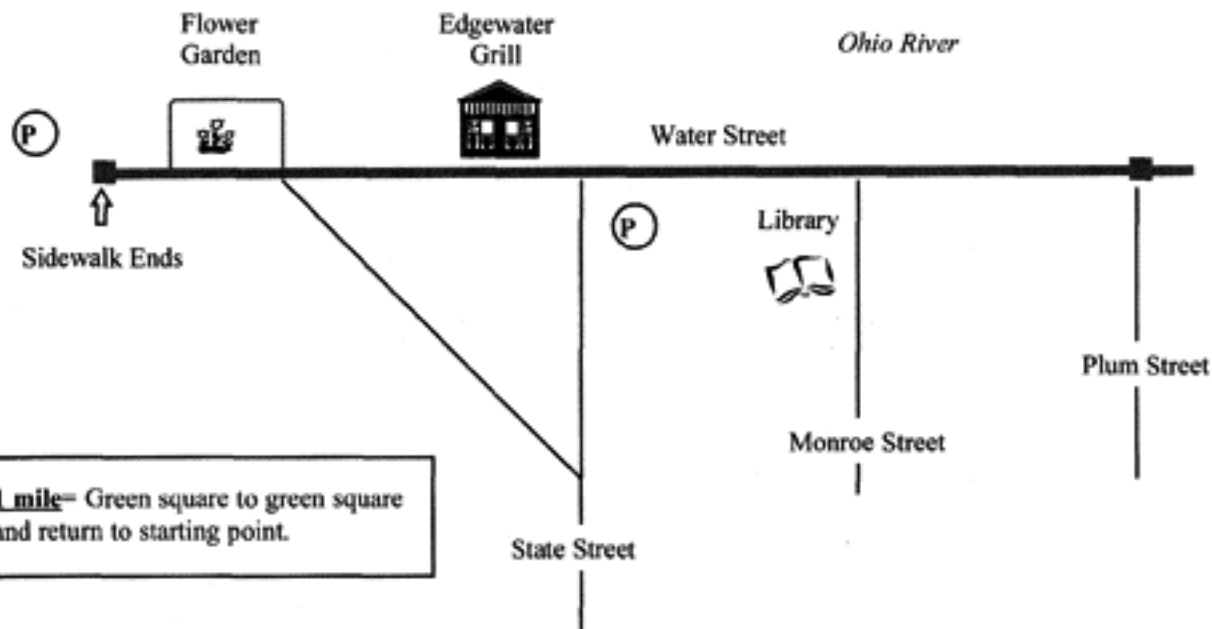 Flower
Garden
Edgewater
Grill
Ohio River
P
Water Street
Sidewalk Ends
P
Library
Plum Street
Monroe Street
mile= Green square to green square
and return to starting point.
State Street